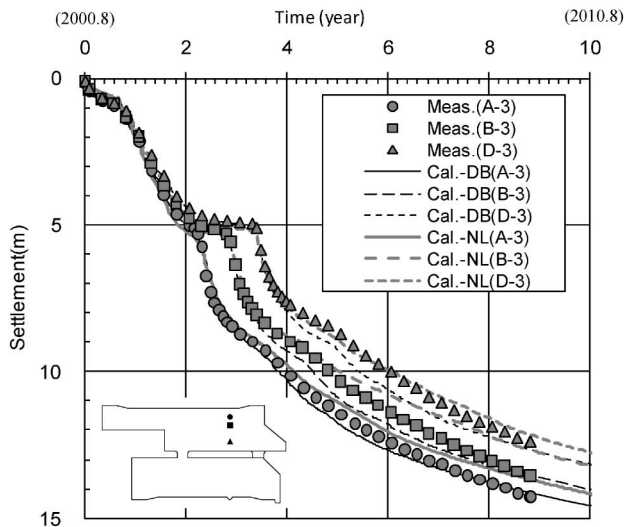 (2000.8) Time (year) (2010.8)
0 2 4 6 8 10
0
5
10
15
Settlement(m)
Meas.(A-3)
Meas.(B-3)
Meas.(D-3)
Cal.-DB(A-3)
Cal.-DB(B-3)
Cal.-DB(D-3)
Cal.-NL(A-3)
Cal.-NL(B-3)
Cal.-NL(D-3)